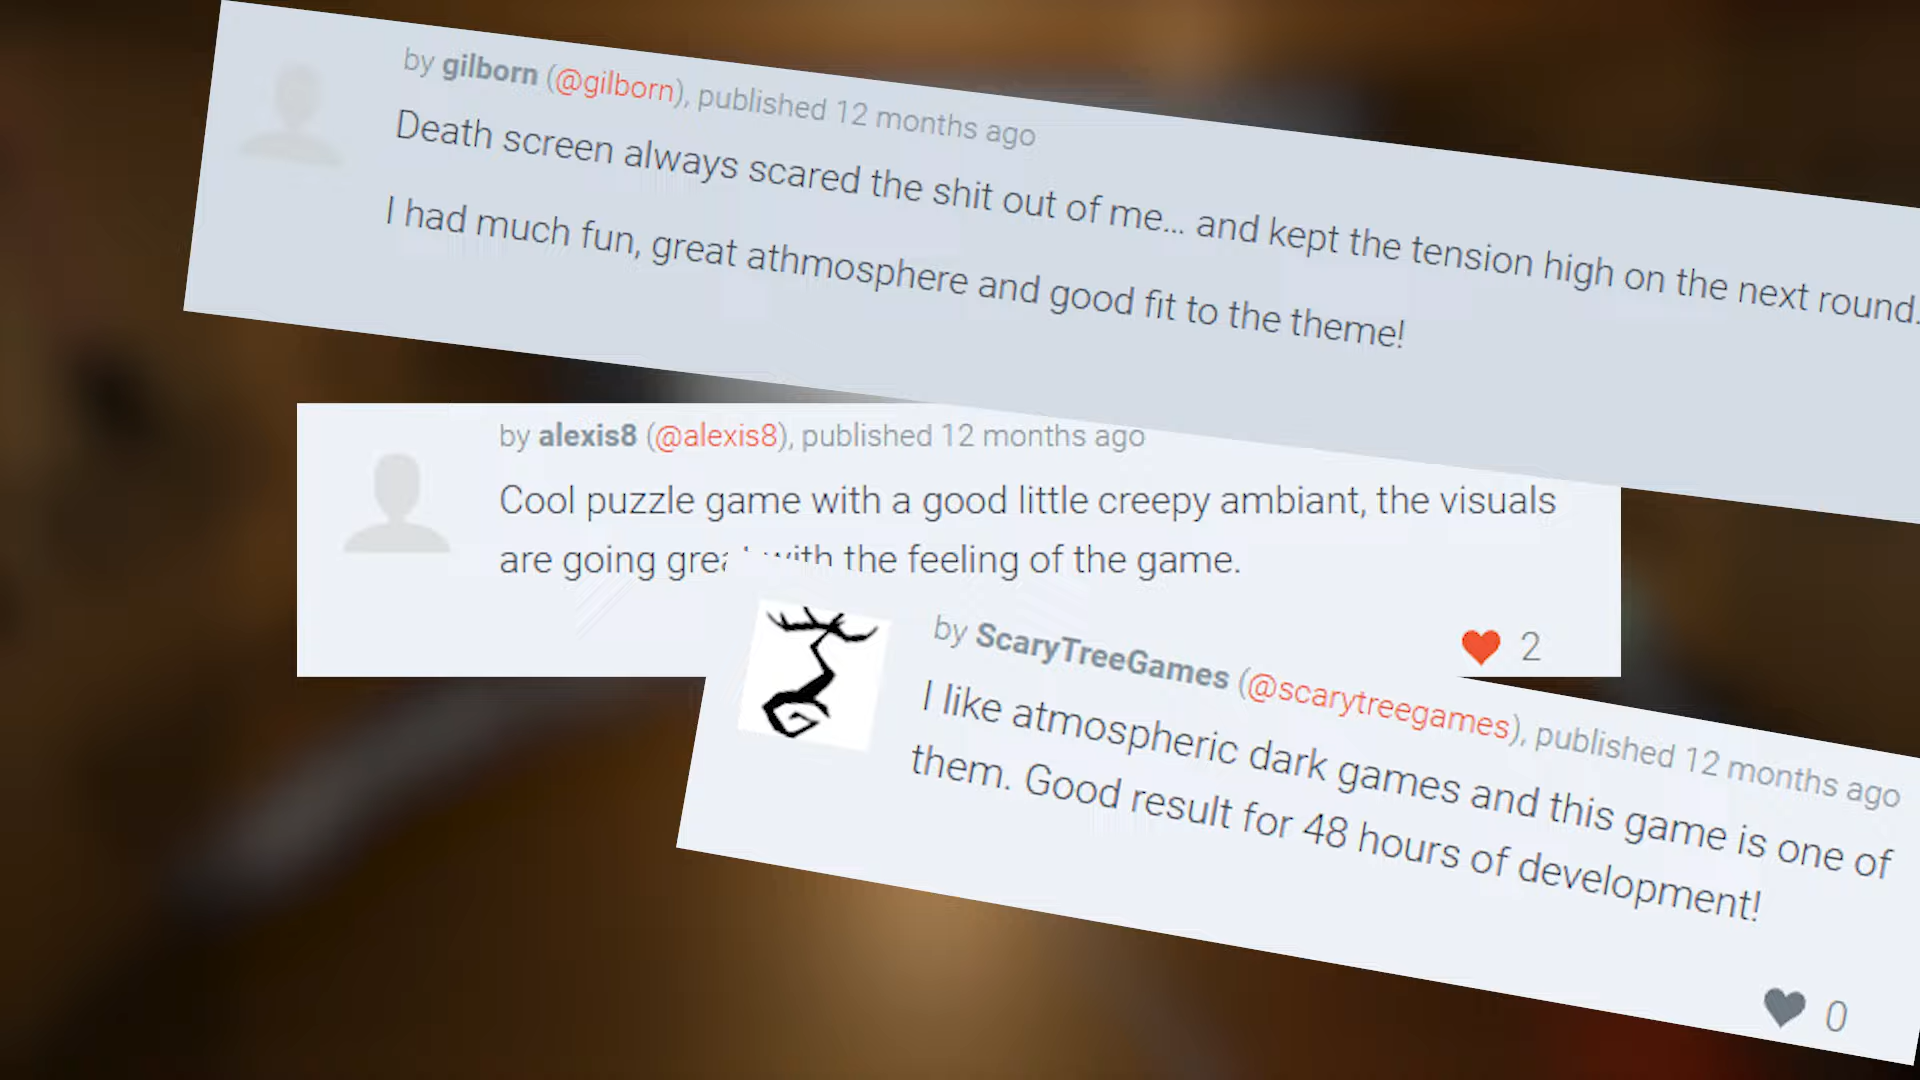 by gilborn (@gilborn), published 12 months ago
Death screen always scared the shit out of me... and kept the tension high on the next round.
I had much fun, great athmosphere and good fit to the theme!
by alexis8 (@alexis8), published 12 months ago
Cool puzzle game with a good little creepy ambiant, the visuals
are going great with the feeling of the game.
2
by ScaryTreeGames (@scarytreegames), published 12 months ago
I like atmospheric dark games and this game is one of
them. Good result for 48 hours of development!
0